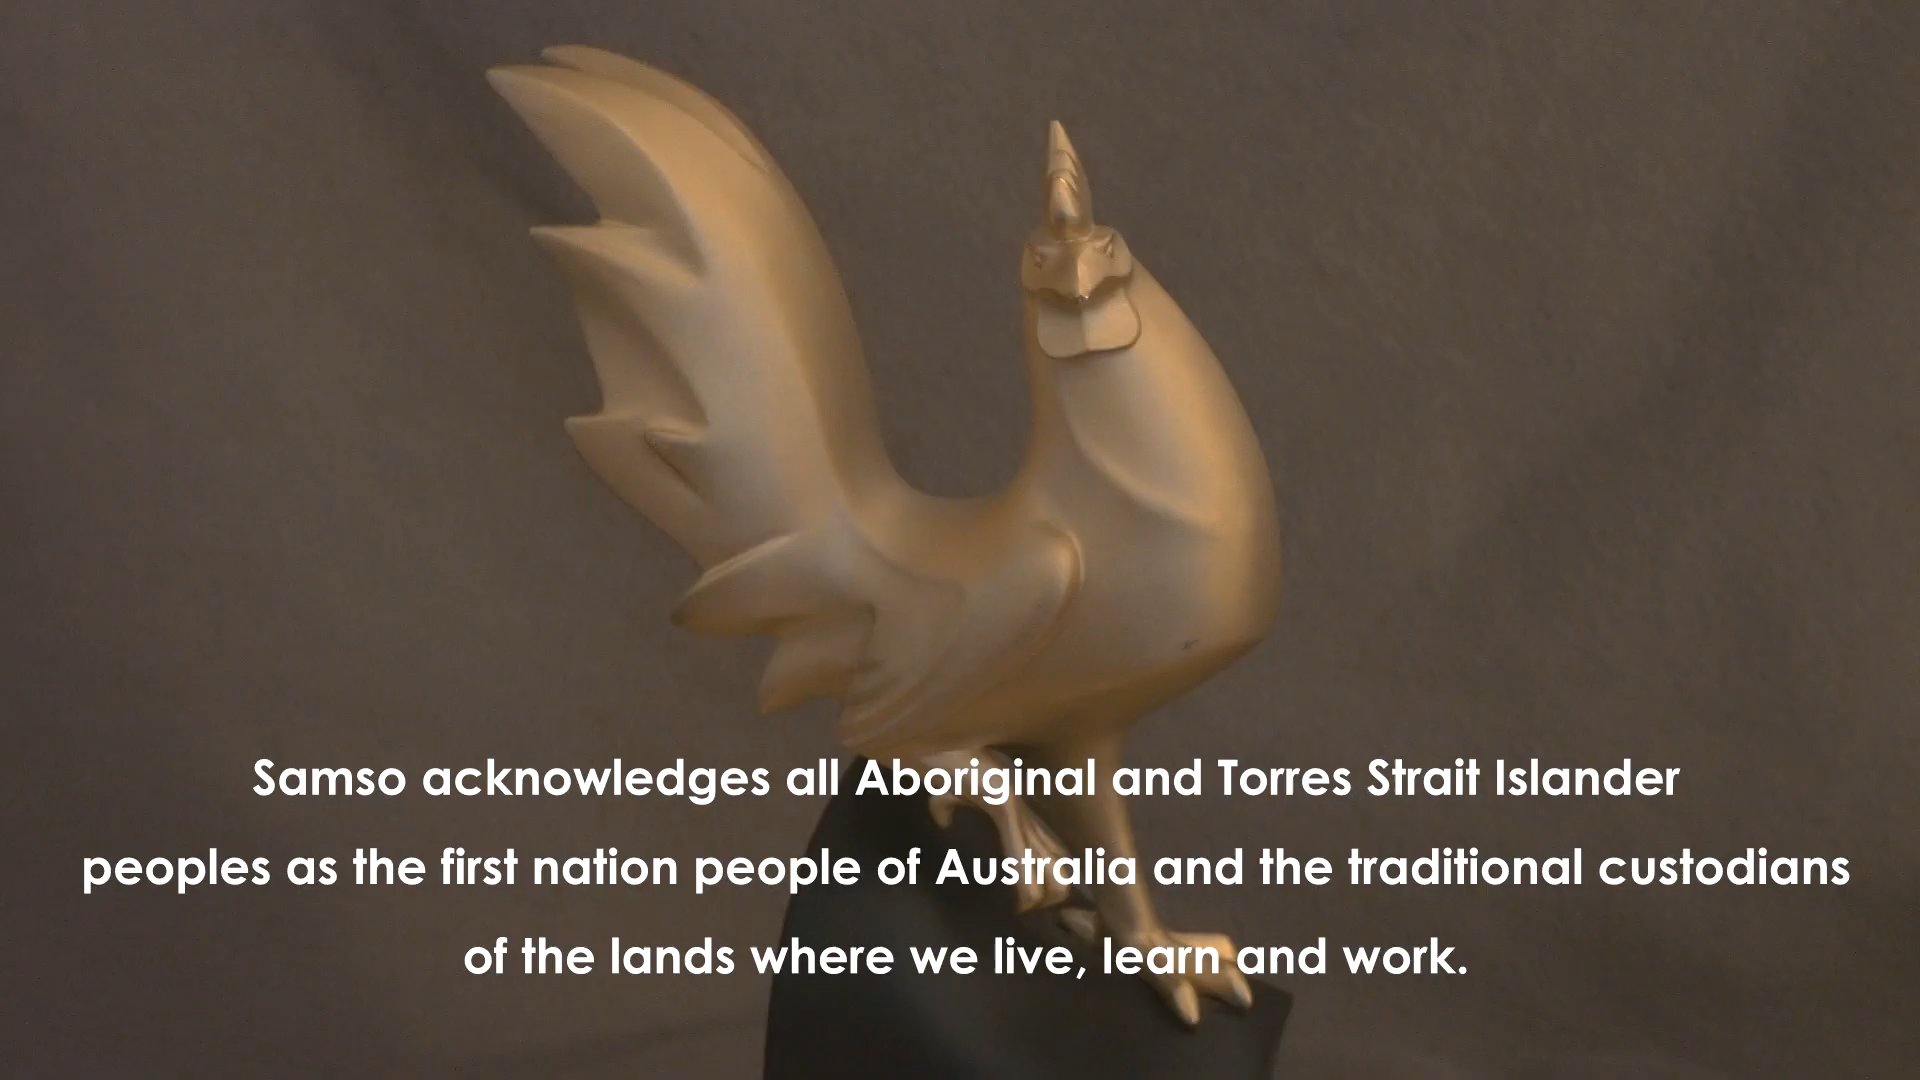 Samso acknowledges all Aboriginal and Torres Strait Islander
peoples as the first nation people of Australia and the traditional custodians
of the lands where we live, learn and work.